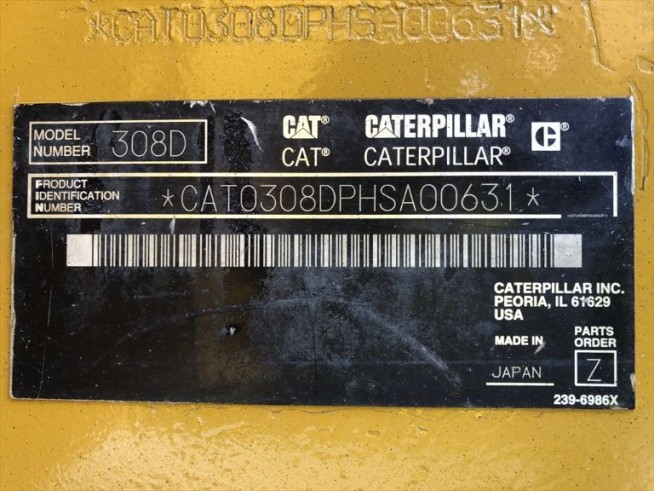 *CAT0308DPHSA00631*
MODEL NUMBER 308D
CAT® CATERPILLAR® C®
CAT® CATERPILLAR®
PRODUCT IDENTIFICATION NUMBER *CAT0308DPHSA00631*
CATERPILLAR INC.
PEORIA, IL 61629
USA
MADE IN
JAPAN
PARTS ORDER
Z
239-6986X